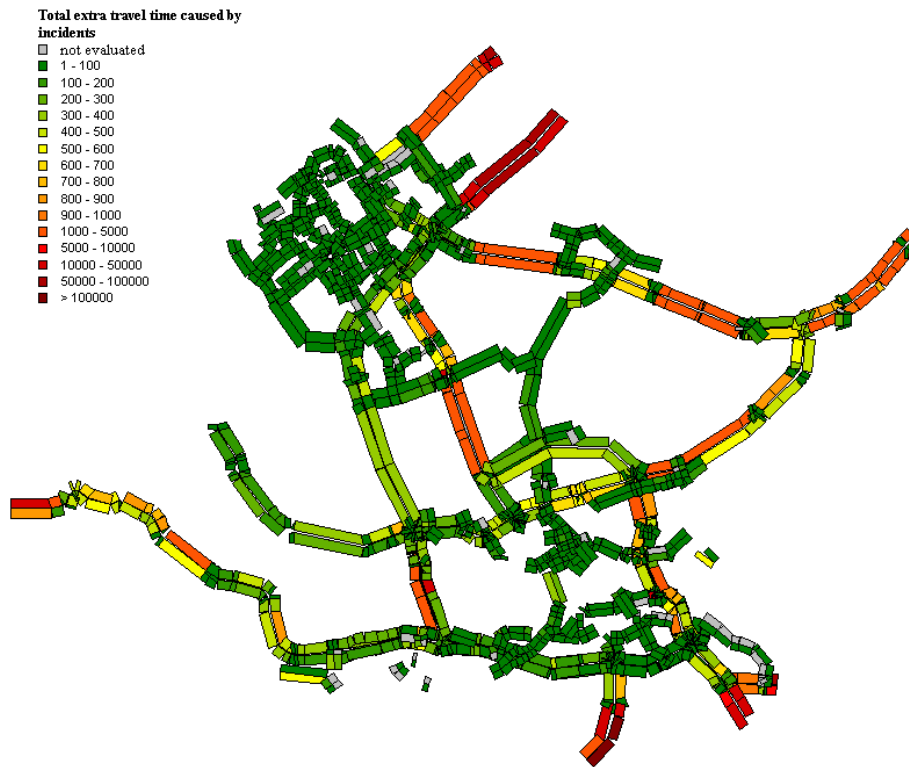 Total extra travel time caused by
incidents
not evaluated
1 - 100
100 - 200
200 - 300
300 - 400
400 - 500
500 - 600
600 - 700
700 - 800
800 - 900
900 - 1000
1000 - 5000
5000 - 10000
10000 - 50000
50000 - 100000
> 100000